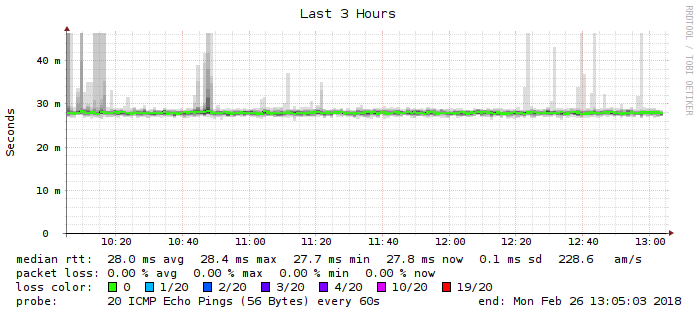 Last 3 Hours
RRDTOOL / TOBI OETIKER
Seconds
40 m
30 m
20 m
10 m
0
10:20 10:40 11:00 11:20 11:40 12:00 12:20 12:40 13:00
median rtt: 28.0 ms avg 28.4 ms max 27.7 ms min 27.8 ms now 0.1 ms sd 228.6 am/s
packet loss: 0.00 % avg 0.00 % max 0.00 % min 0.00 % now
loss color: 0 1/20 2/20 3/20 4/20 10/20 19/20
probe: 20 ICMP Echo Pings (56 Bytes) every 60s end: Mon Feb 26 13:05:03 2018